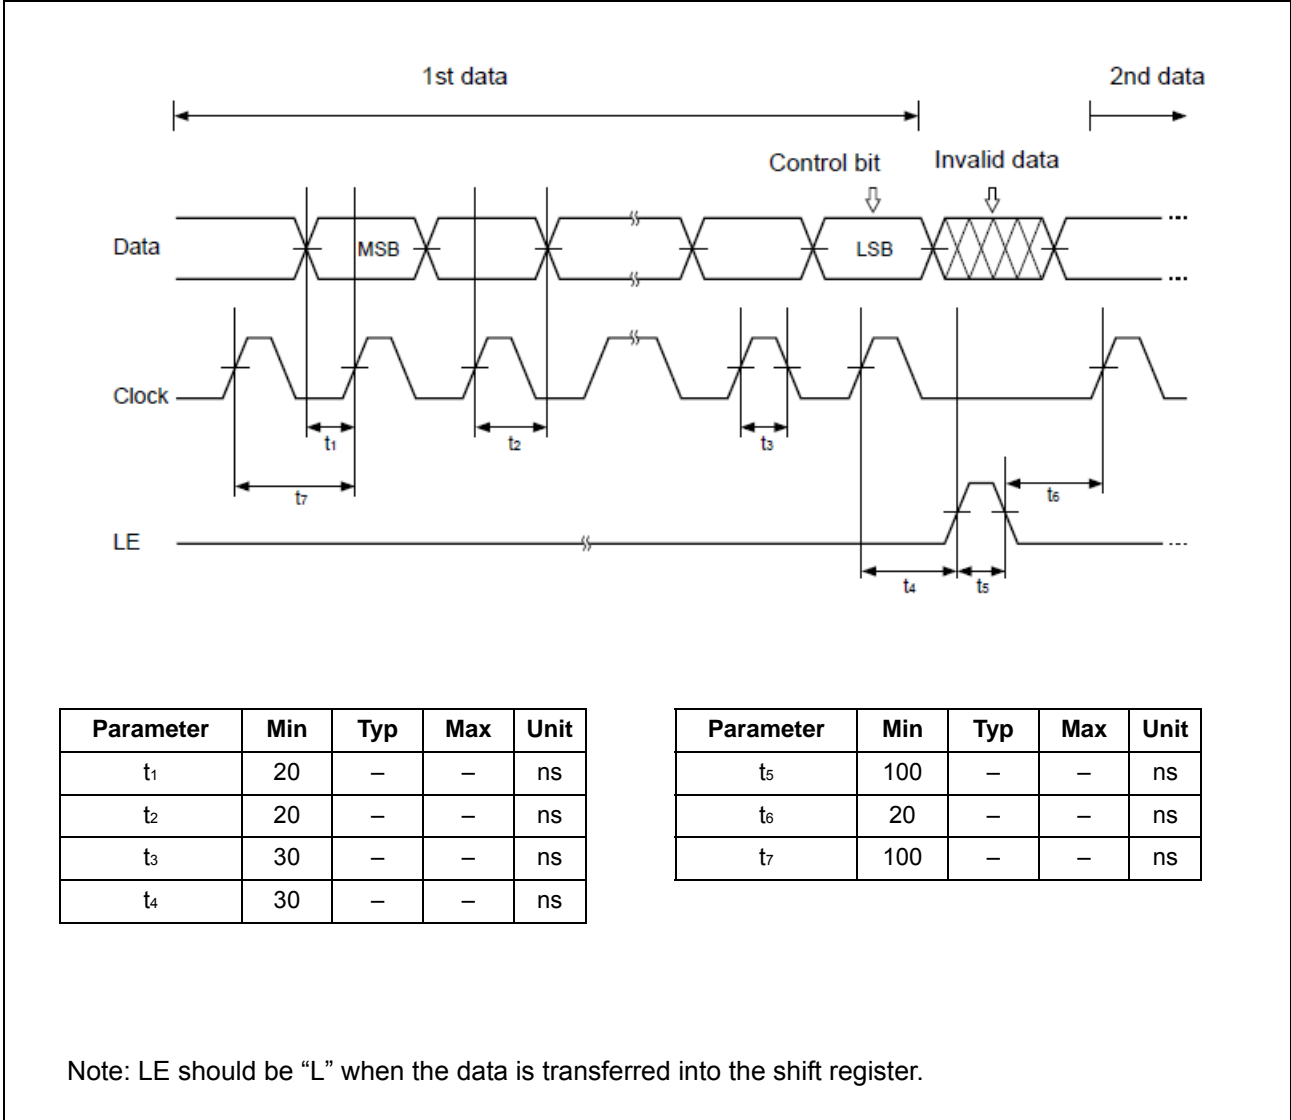 1st data 2nd data
Control bit Invalid data
Data MSB LSB
Clock
t1 t2 t3
t7 t6
LE
t4 t5
Parameter Min Typ Max Unit
t1 20 – – ns
t2 20 – – ns
t3 30 – – ns
t4 30 – – ns
Parameter Min Typ Max Unit
t5 100 – – ns
t6 20 – – ns
t7 100 – – ns
Note: LE should be “L” when the data is transferred into the shift register.